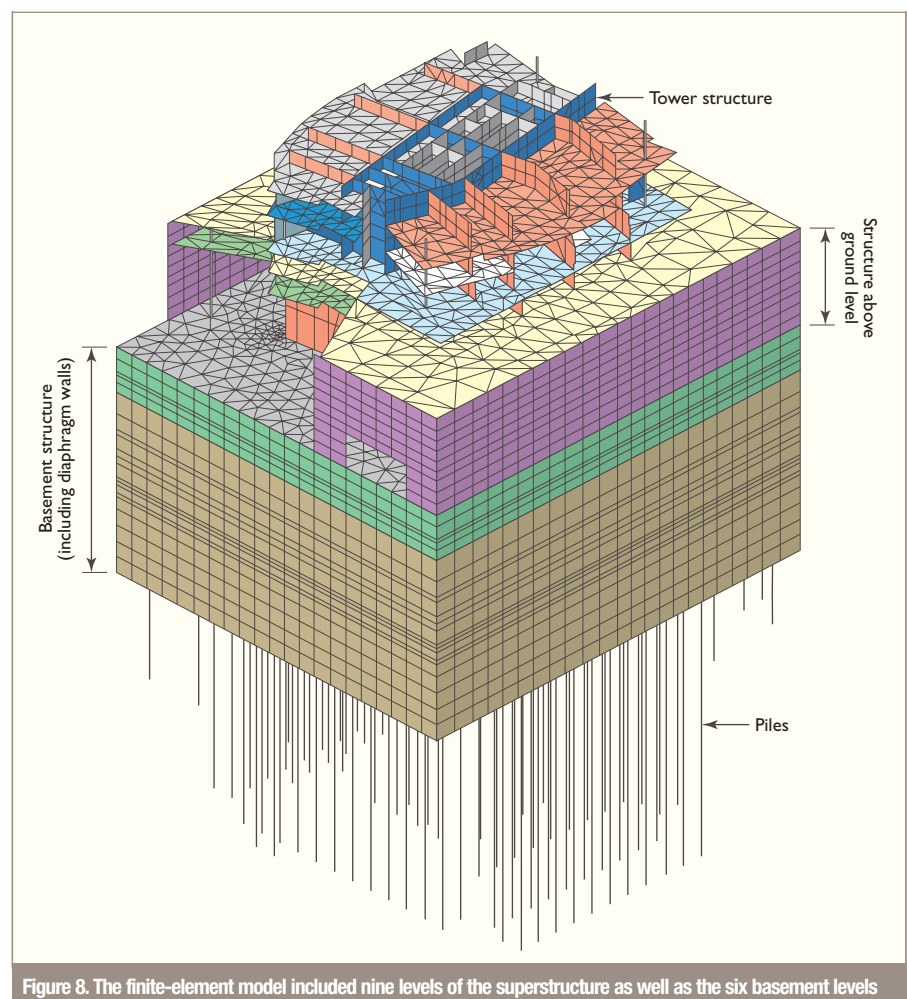 Tower structure
Structure above
ground level
Basement structure
(including diaphragm walls)
Piles
Figure 8. The finite-element model included nine levels of the superstructure as well as the six basement levels